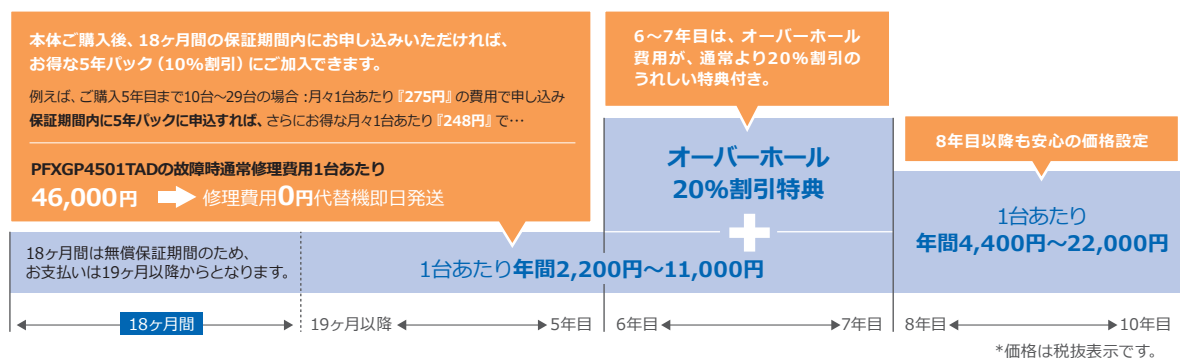 本体ご購入後、18ヶ月間の保証期間内にお申し込みいただければ、
お得な5年パック（10％割引）にご加入できます。
例えば、ご購入5年目まで10台～29台の場合：月々1台あたり『275円』の費用で申し込み
保証期間内に5年パックに申込すれば、さらにお得な月々1台あたり『248円』で…
PFXGP4501TADの故障時通常修理費用1台あたり
46,000円 修理費用0円代替機即日発送
6～7年目は、オーバーホール
費用が、通常より20％割引の
うれしい特典付き。
オーバーホール
20％割引特典
8年目以降も安心の価格設定
1台あたり
年間4,400円～22,000円
18ヶ月間は無償保証期間のため、
お支払いは19ヶ月以降からとなります。
1台あたり年間2,200円～11,000円
18ヶ月間 19ヶ月以降 5年目 6年目 7年目 8年目 10年目
*価格は税抜表示です。